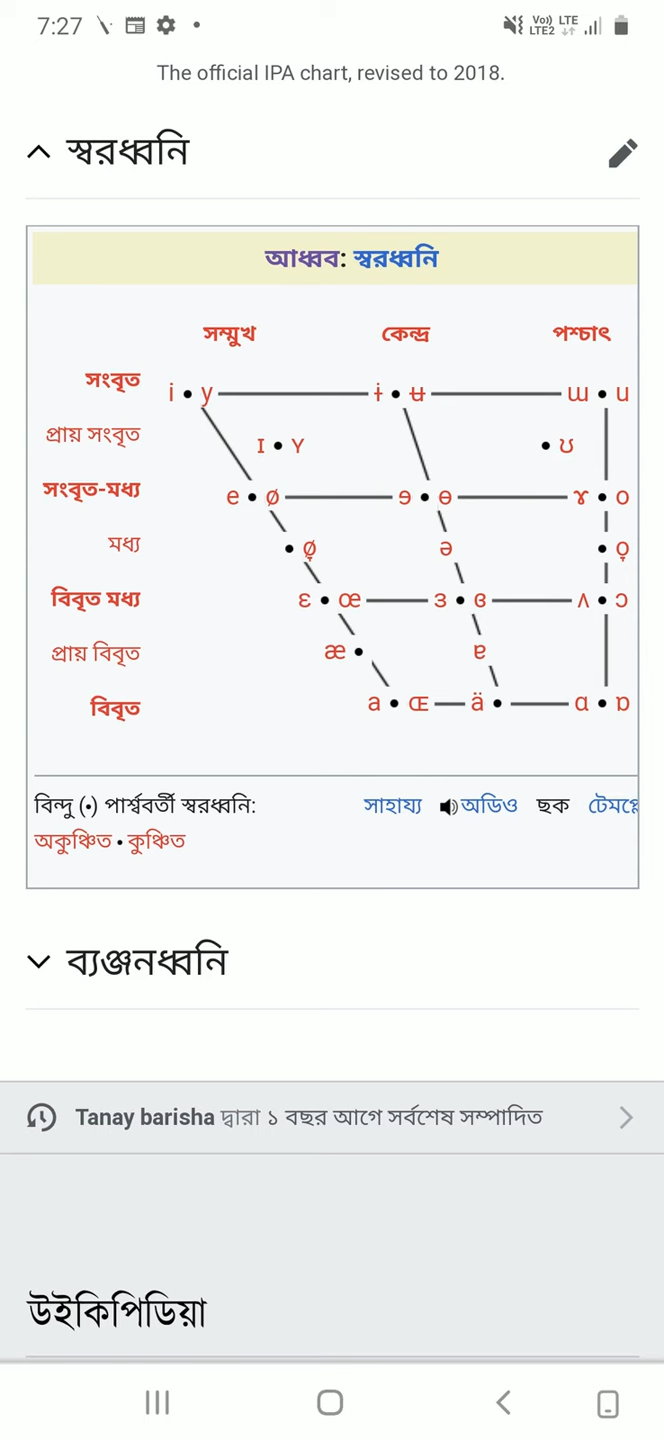 7:27 Vo)) LTE LTE2
The official IPA chart, revised to 2018.
স্বরধ্বনি
আধ্বব: স্বরধ্বনি
সম্মুখ কেন্দ্র পশ্চাৎ
সংবৃত i • y ɨ • ʉ ɯ • u
প্রায় সংবৃত ɪ • ʏ • ʊ
সংবৃত-মধ্য e • ø ɘ • ɵ ɤ • o
মধ্য • ø̞ ə • o̞
বিবৃত মধ্য ɛ • œ ɜ • ɞ ʌ • ɔ
প্রায় বিবৃত æ • ɐ
বিবৃত a • ɶ ä • ɑ • ɒ
বিন্দু (•) পার্শ্ববর্তী স্বরধ্বনি: সাহায্য অডিও ছক
অকুঞ্চিত • কুঞ্চিত
ব্যঞ্জনধ্বনি
Tanay barisha দ্বারা ১ বছর আগে সর্বশেষ সম্পাদিত
উইকিপিডিয়া